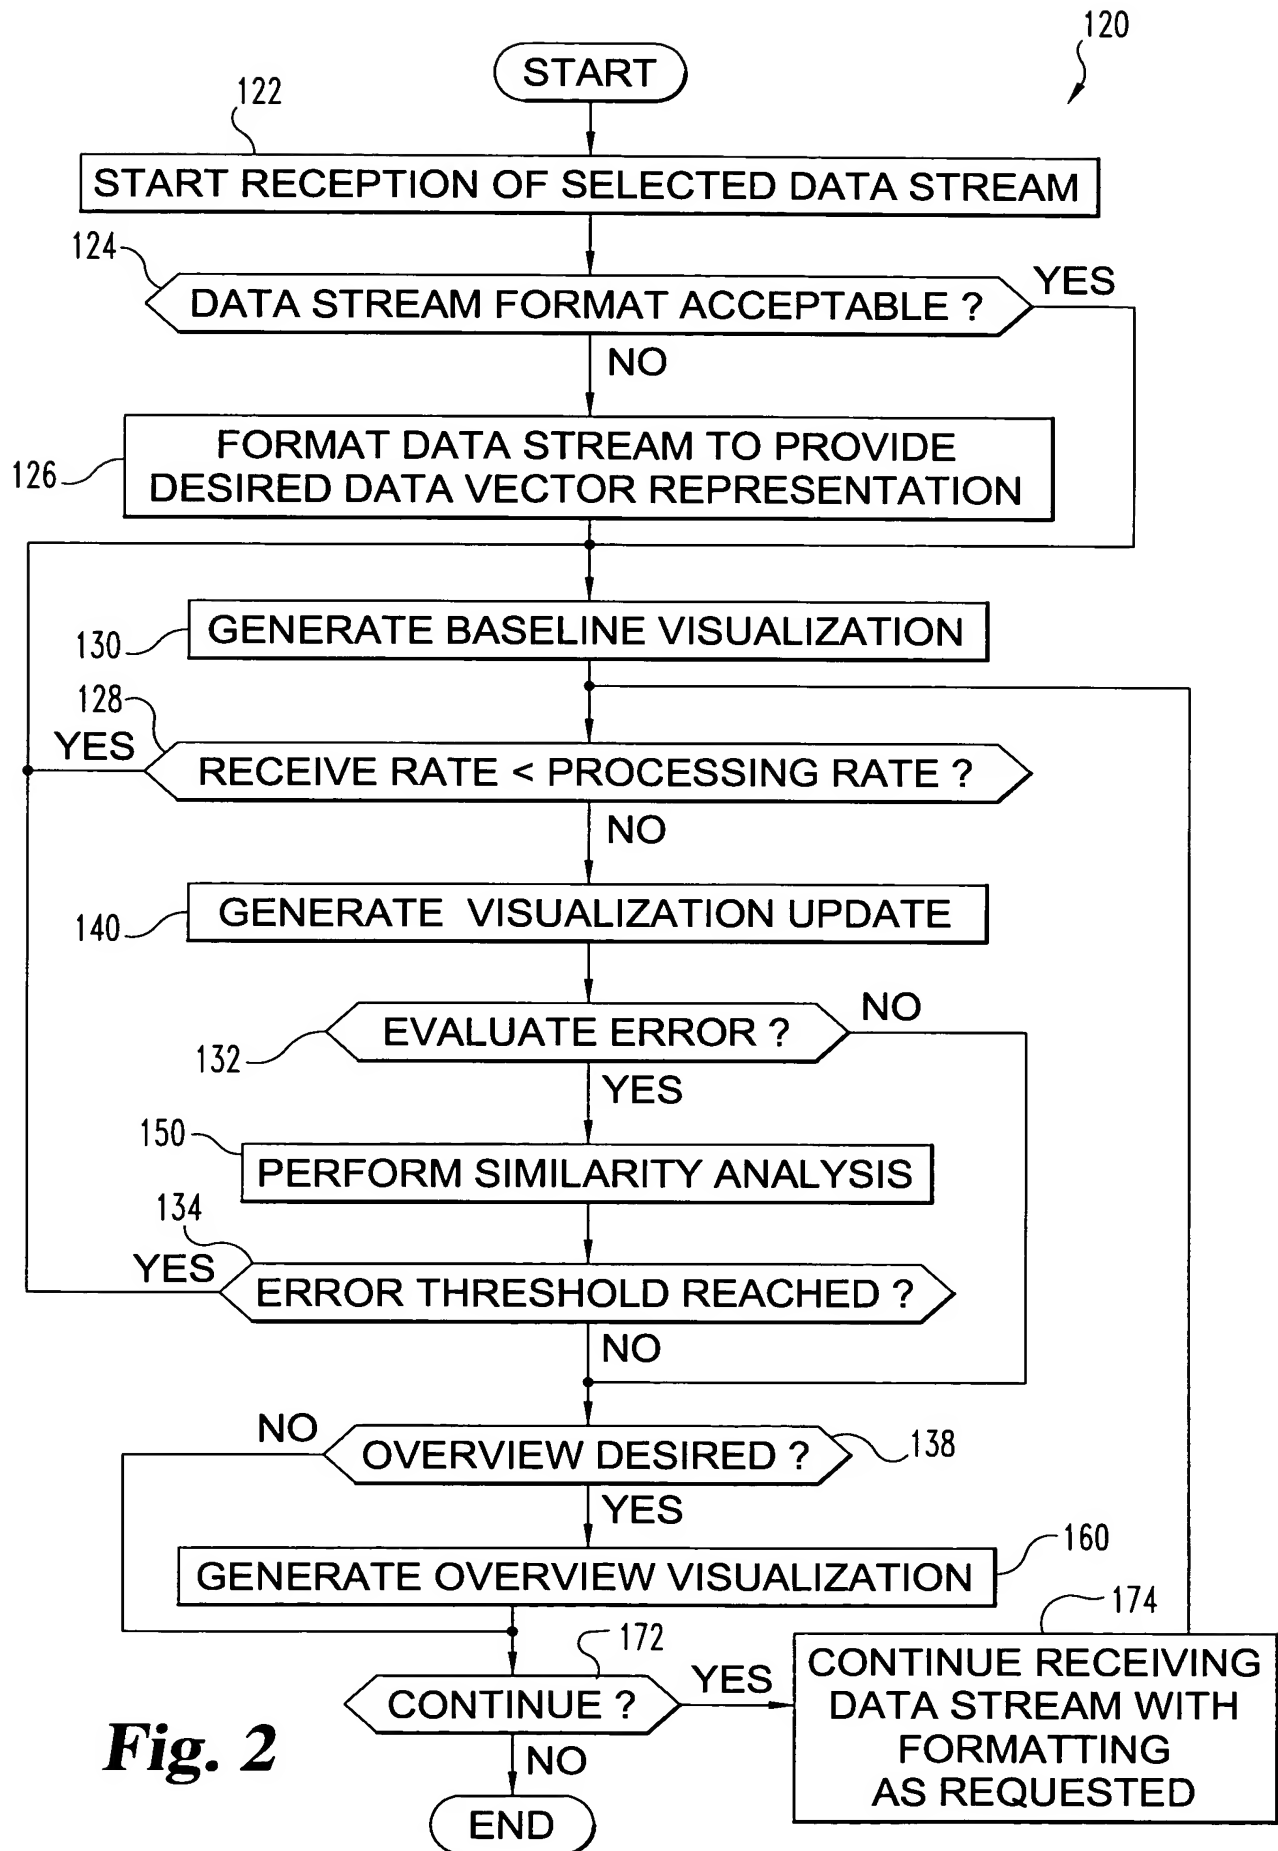 120
START
122
START RECEPTION OF SELECTED DATA STREAM
124
DATA STREAM FORMAT ACCEPTABLE ?
YES
NO
126
FORMAT DATA STREAM TO PROVIDE
DESIRED DATA VECTOR REPRESENTATION
130
GENERATE BASELINE VISUALIZATION
128
YES
RECEIVE RATE < PROCESSING RATE ?
NO
140
GENERATE VISUALIZATION UPDATE
132
EVALUATE ERROR ?
NO
YES
150
PERFORM SIMILARITY ANALYSIS
134
YES
ERROR THRESHOLD REACHED ?
NO
NO
OVERVIEW DESIRED ?
138
YES
GENERATE OVERVIEW VISUALIZATION
160
172
CONTINUE ?
YES
174
CONTINUE RECEIVING
DATA STREAM WITH
FORMATTING
AS REQUESTED
NO
END
Fig. 2